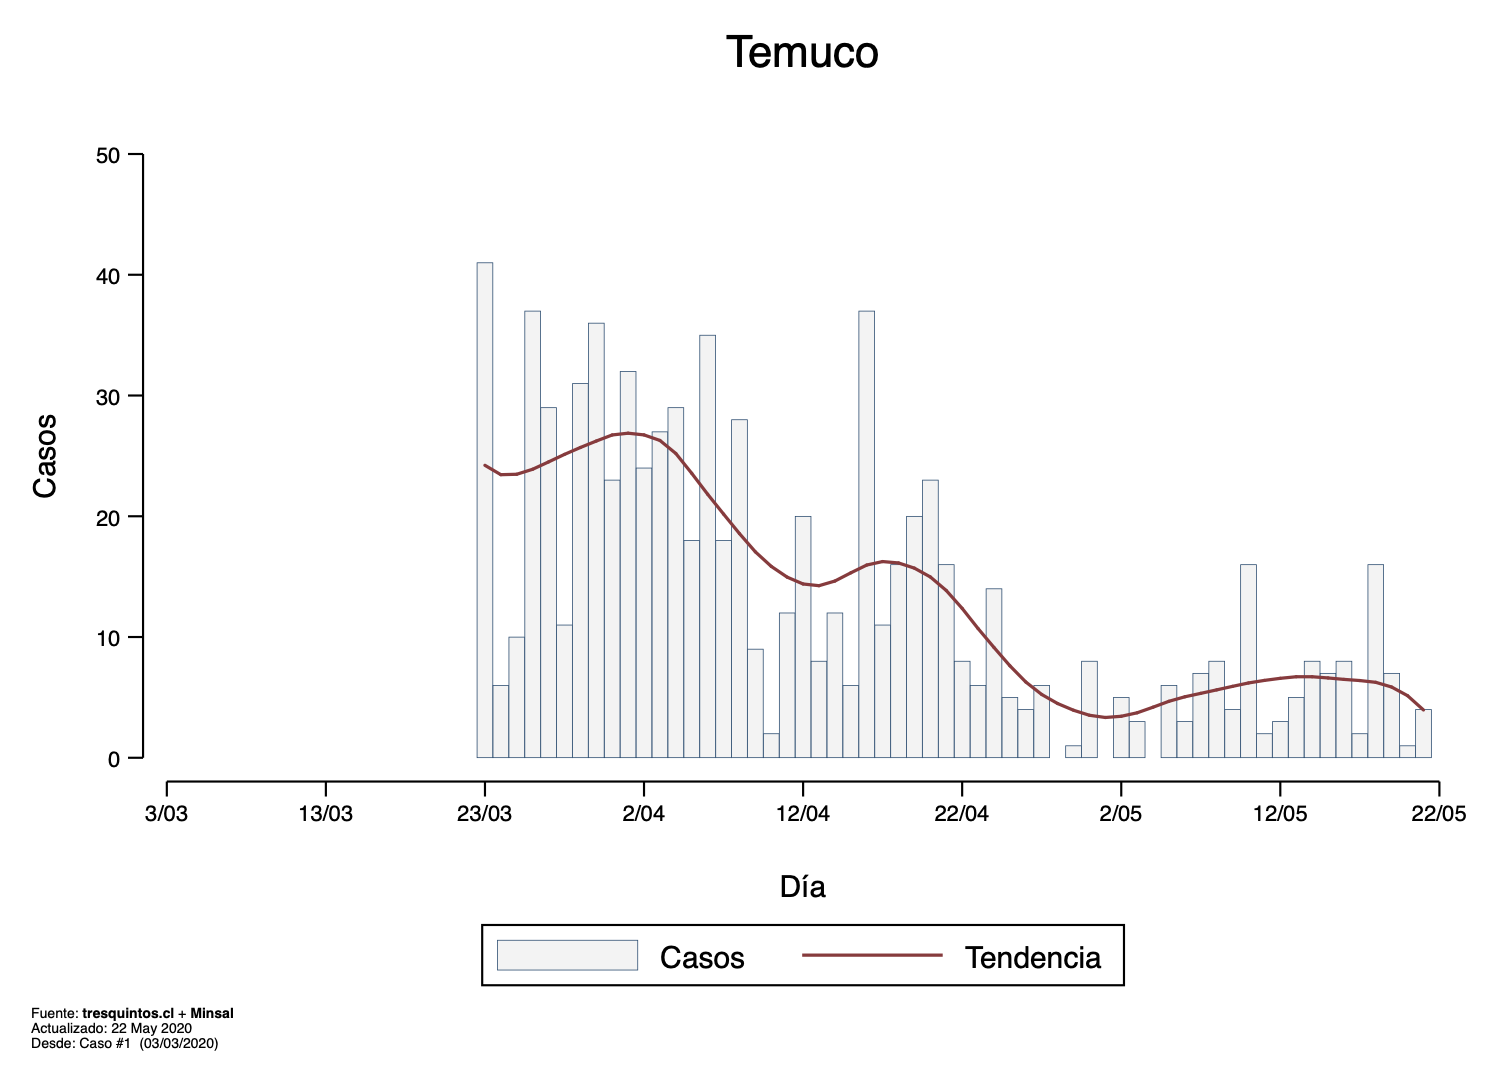 Temuco
50
40
30
20
10
0
Casos
3/03 13/03 23/03 2/04 12/04 22/04 2/05 12/05 22/05
Día
Casos Tendencia
Fuente: tresquintos.cl + Minsal
Actualizado: 22 May 2020
Desde: Caso #1 (03/03/2020)